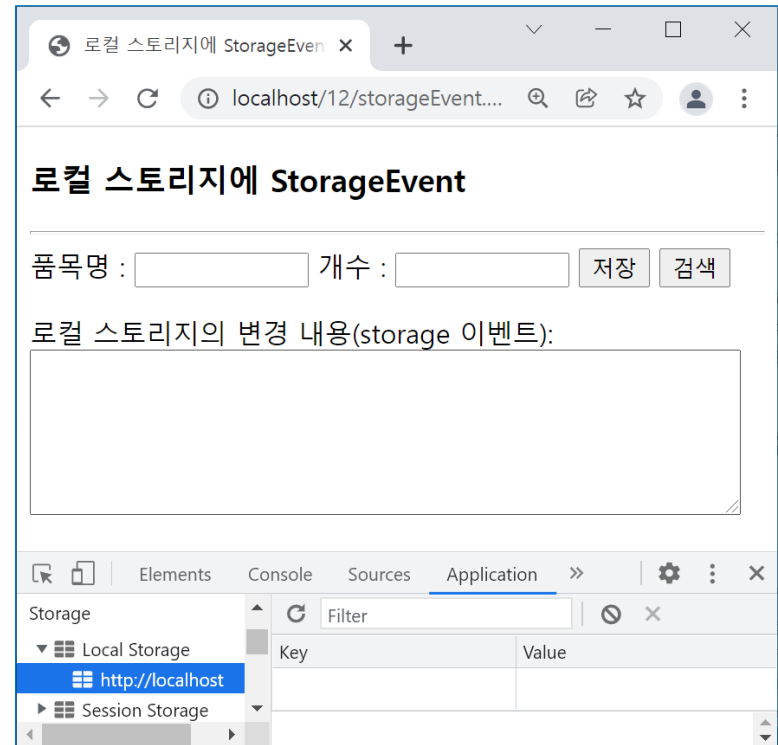 로컬 스토리지에 StorageEven
localhost/12/storageEvent....
로컬 스토리지에 StorageEvent
품목명 : 개수 : 저장 검색
로컬 스토리지의 변경 내용(storage 이벤트):
Elements Console Sources Application »
Storage Filter
Local Storage Key Value
http://localhost
Session Storage